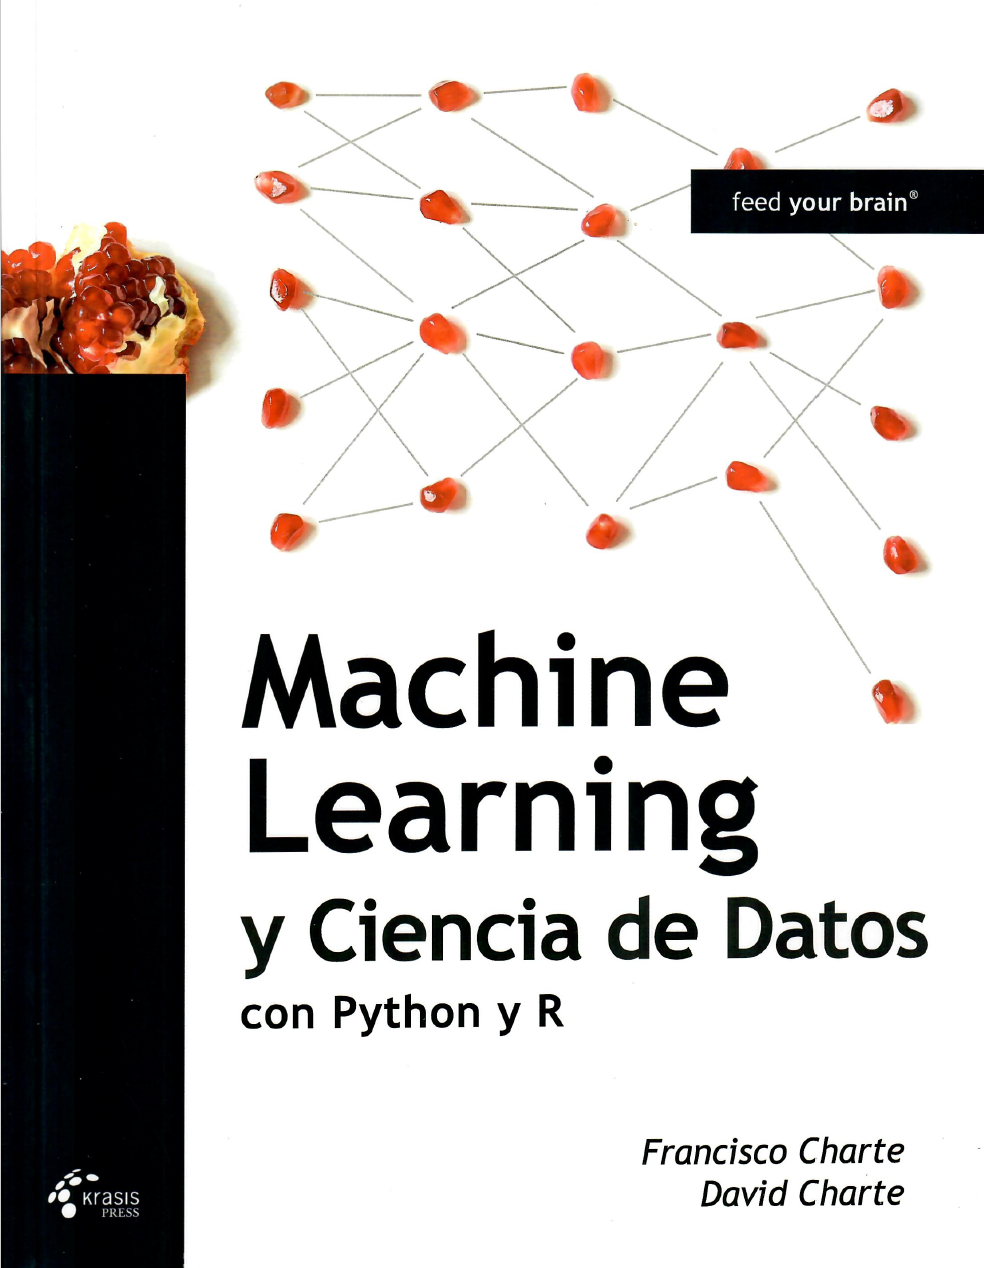 feed your brain®
Machine
Learning
y Ciencia de Datos
con Python y R
Francisco Charte
David Charte
krasis
PRESS